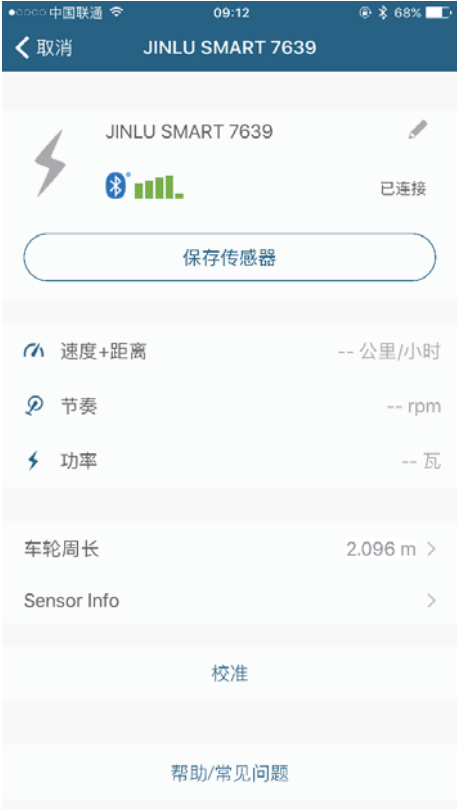 中国联通 09:12 68%
取消 JINLU SMART 7639
JINLU SMART 7639
已连接
保存传感器
速度+距离 -- 公里/小时
节奏 -- rpm
功率 -- 瓦
车轮周长 2.096 m
Sensor Info
校准
帮助/常见问题